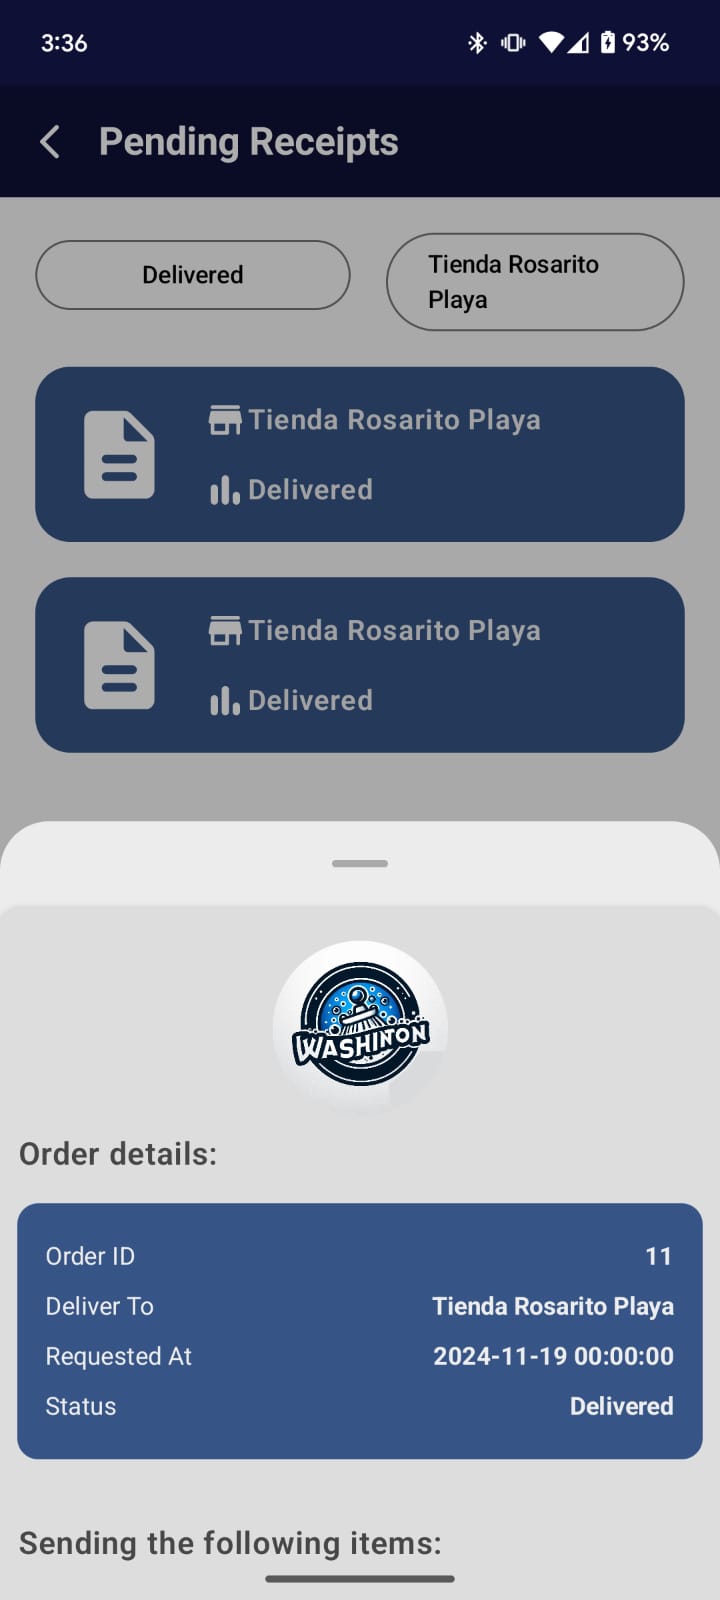 3:36
93%
Pending Receipts
Delivered
Tienda Rosarito
Playa
Tienda Rosarito Playa
Delivered
Tienda Rosarito Playa
Delivered
WASHINTON
Order details:
Order ID 11
Deliver To Tienda Rosarito Playa
Requested At 2024-11-19 00:00:00
Status Delivered
Sending the following items: